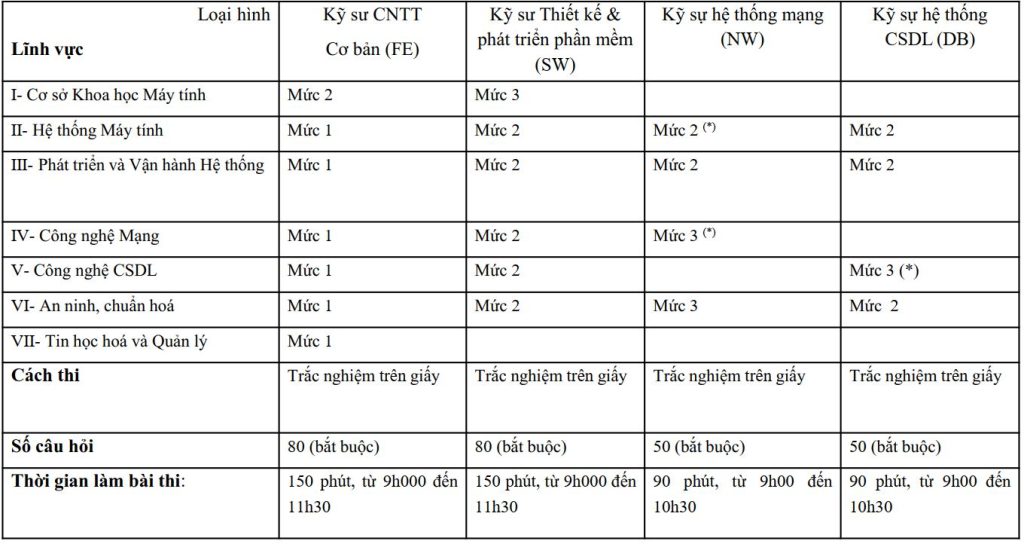 Loại hình Kỹ sư CNTT Kỹ sư Thiết kế & Kỹ sự hệ thống mạng Kỹ sự hệ thống
Lĩnh vực Cơ bản (FE) phát triển phần mềm (NW) CSDL (DB)
(SW)
I- Cơ sở Khoa học Máy tính Mức 2 Mức 3
II- Hệ thống Máy tính Mức 1 Mức 2 Mức 2 (*) Mức 2
III- Phát triển và Vận hành Hệ thống Mức 1 Mức 2 Mức 2 Mức 2
IV- Công nghệ Mạng Mức 1 Mức 2 Mức 3 (*)
V- Công nghệ CSDL Mức 1 Mức 2 Mức 3 (*)
VI- An ninh, chuẩn hoá Mức 1 Mức 2 Mức 3 Mức 2
VII- Tin học hoá và Quản lý Mức 1
Cách thi Trắc nghiệm trên giấy Trắc nghiệm trên giấy Trắc nghiệm trên giấy Trắc nghiệm trên giấy
Số câu hỏi 80 (bắt buộc) 80 (bắt buộc) 50 (bắt buộc) 50 (bắt buộc)
Thời gian làm bài thi: 150 phút, từ 9h000 đến 150 phút, từ 9h000 đến 90 phút, từ 9h00 đến 90 phút, từ 9h00 đến
11h30 11h30 10h30 10h30